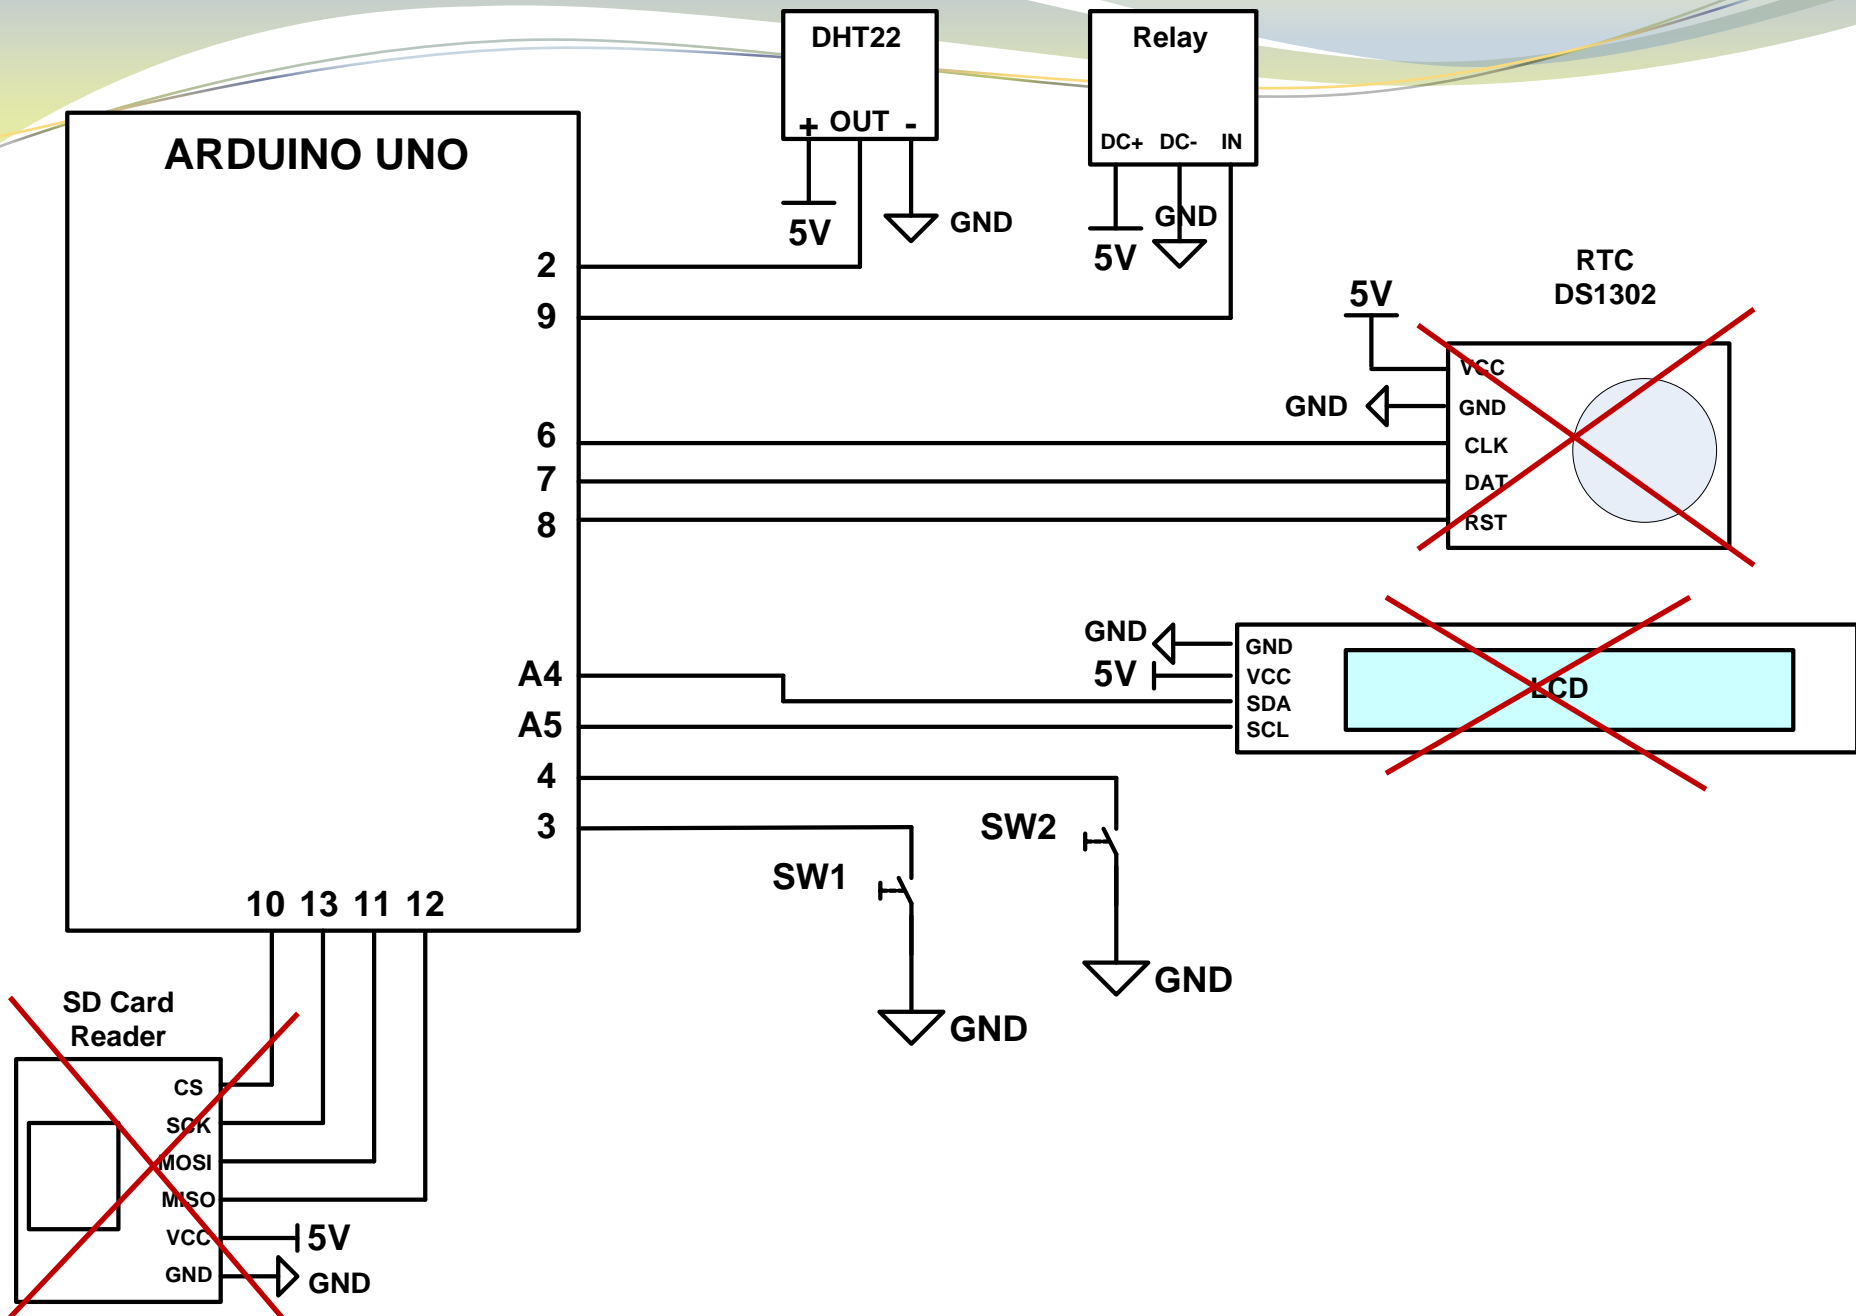 DHT22
+ OUT -
5V
GND
Relay
DC+ DC- IN
5V
GND
ARDUINO UNO
2
9
6
7
8
A4
A5
4
3
10 13 11 12
RTC
DS1302
5V
GND
VCC
GND
CLK
DAT
RST
GND
5V
GND
VCC
SDA
SCL
LCD
SW2
GND
SW1
GND
SD Card
Reader
CS
SCK
MOSI
MISO
VCC
GND
5V
GND